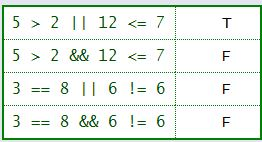 5 > 2 || 12 <= 7 T
5 > 2 && 12 <= 7 F
3 == 8 || 6 != 6 F
3 == 8 && 6 != 6 F